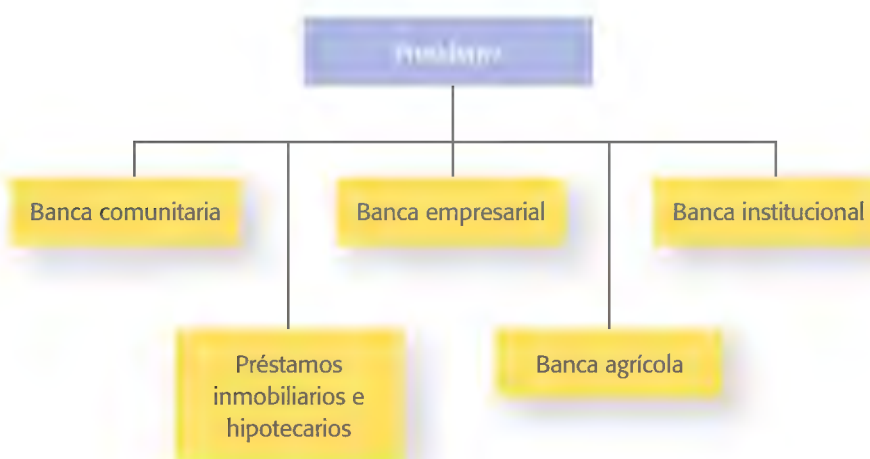 Banca comunitaria
Banca empresarial
Banca institucional
Préstamos
inmobiliarios e
hipotecarios
Banca agrícola